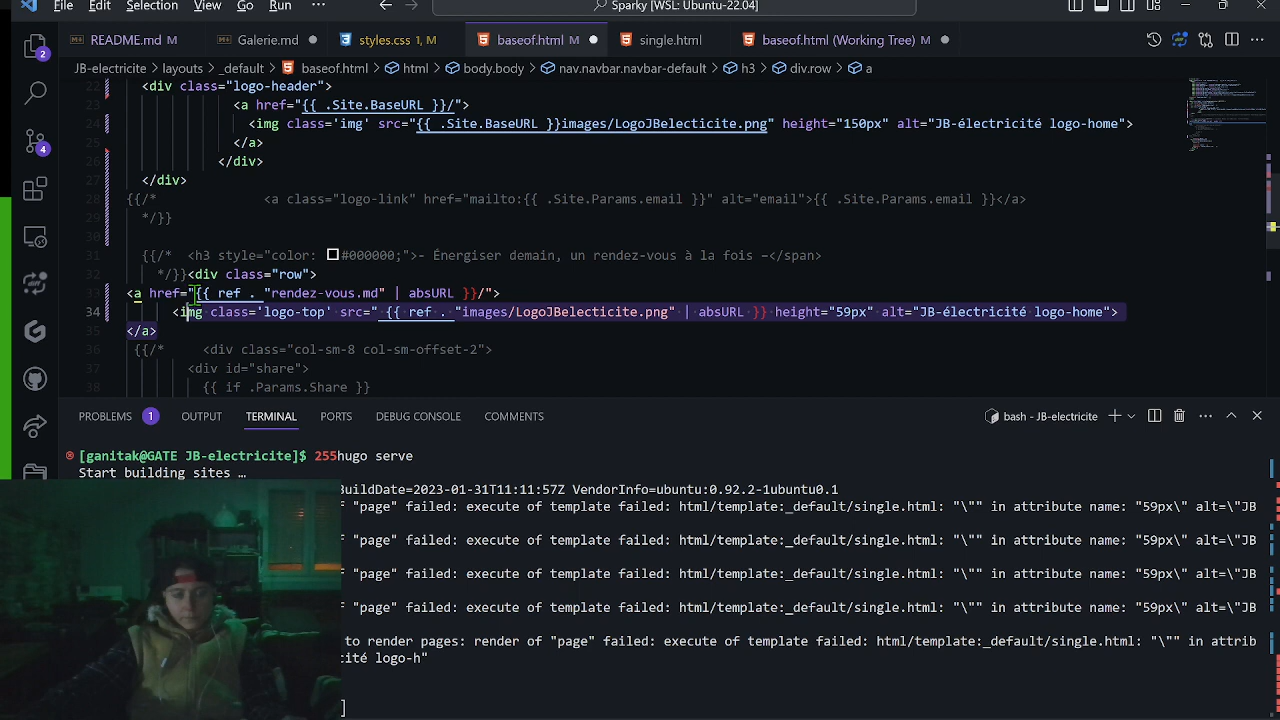 File Edit Selection View Go Run ··· Sparky [WSL: Ubuntu-22.04]
README.md M Galerie.md styles.css 1, M baseof.html M single.html baseof.html (Working Tree) M
JB-electricite > layouts > _default > baseof.html > html > body.body > nav.navbar.navbar-default > h3 > div.row > a
22 <div class="logo-header">
23 <a href="{{ .Site.BaseURL }}/">
24 <img class='img' src="{{ .Site.BaseURL }}images/LogoJBelecticite.png" height="150px" alt="JB-électricité logo-home">
25 </a>
26 </div>
27 </div>
28 {{/* <a class="logo-link" href="mailto:{{ .Site.Params.email }}" alt="email">{{ .Site.Params.email }}</a>
29 */}}
30
31 {{/* <h3 style="color: #000000;">- Énergiser demain, un rendez-vous à la fois –</span>
32 */}}<div class="row">
33 <a href="{{ ref . "rendez-vous.md" | absURL }}/">
34 <img class='logo-top' src=" {{ ref . "images/LogoJBelecticite.png" | absURL }} height="59px" alt="JB-électricité logo-home">
35 </a>
36 {{/* <div class="col-sm-8 col-sm-offset-2">
37 <div id="share">
38 {{ if .Params.Share }}
PROBLEMS 1 OUTPUT TERMINAL PORTS DEBUG CONSOLE COMMENTS bash - JB-electricite
[ganitak@GATE JB-electricite]$ 255hugo serve
Start building sites …
BuildDate=2023-01-31T11:11:57Z VendorInfo=ubuntu:0.92.2-1ubuntu0.1
f "page" failed: execute of template failed: html/template:_default/single.html: "\"" in attribute name: "59px\" alt=\"JB
f "page" failed: execute of template failed: html/template:_default/single.html: "\"" in attribute name: "59px\" alt=\"JB
f "page" failed: execute of template failed: html/template:_default/single.html: "\"" in attribute name: "59px\" alt=\"JB
f "page" failed: execute of template failed: html/template:_default/single.html: "\"" in attribute name: "59px\" alt=\"JB
to render pages: render of "page" failed: execute of template failed: html/template:_default/single.html: "\"" in attrib
cité logo-h"